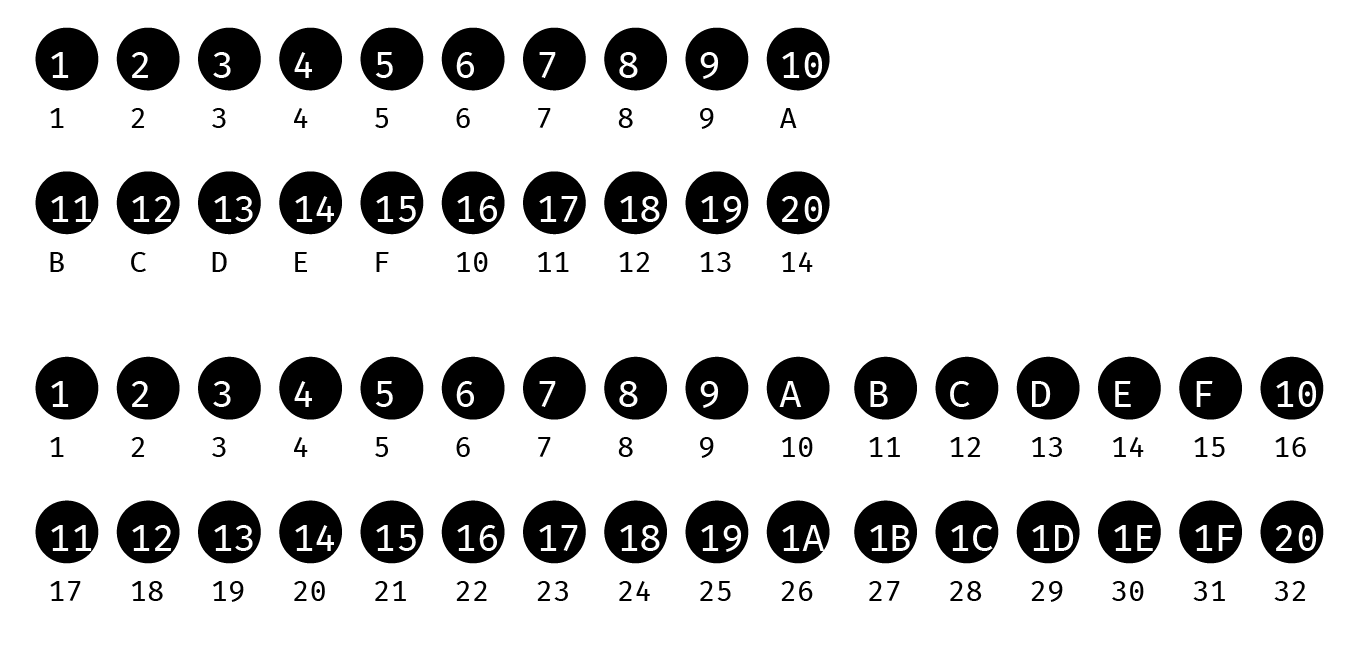 1 2 3 4 5 6 7 8 9 10
1 2 3 4 5 6 7 8 9 A
11 12 13 14 15 16 17 18 19 20
B C D E F 10 11 12 13 14
1 2 3 4 5 6 7 8 9 A B C D E F 10
1 2 3 4 5 6 7 8 9 10 11 12 13 14 15 16
11 12 13 14 15 16 17 18 19 1A 1B 1C 1D 1E 1F 20
17 18 19 20 21 22 23 24 25 26 27 28 29 30 31 32